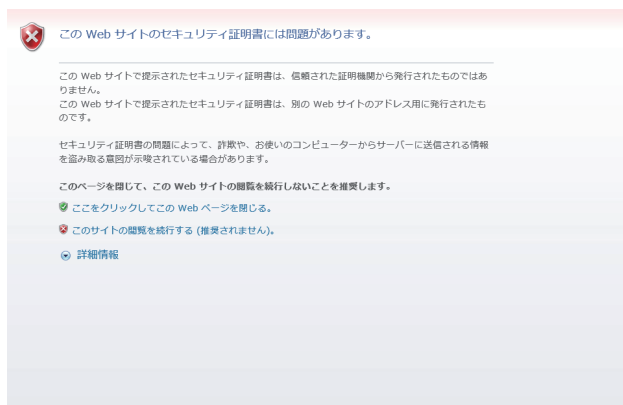 この Web サイトのセキュリティ証明書には問題があります。
この Web サイトで提示されたセキュリティ証明書は、信頼された証明機関から発行されたものではあ
りません。
この Web サイトで提示されたセキュリティ証明書は、別の Web サイトのアドレス用に発行されたも
のです。
セキュリティ証明書の問題によって、詐欺や、お使いのコンピューターからサーバーに送信される情報
を盗み取る意図が示唆されている場合があります。
このページを閉じて、この Web サイトの閲覧を続行しないことを推奨します。
ここをクリックしてこの Web ページを閉じる。
このサイトの閲覧を続行する (推奨されません)。
詳細情報